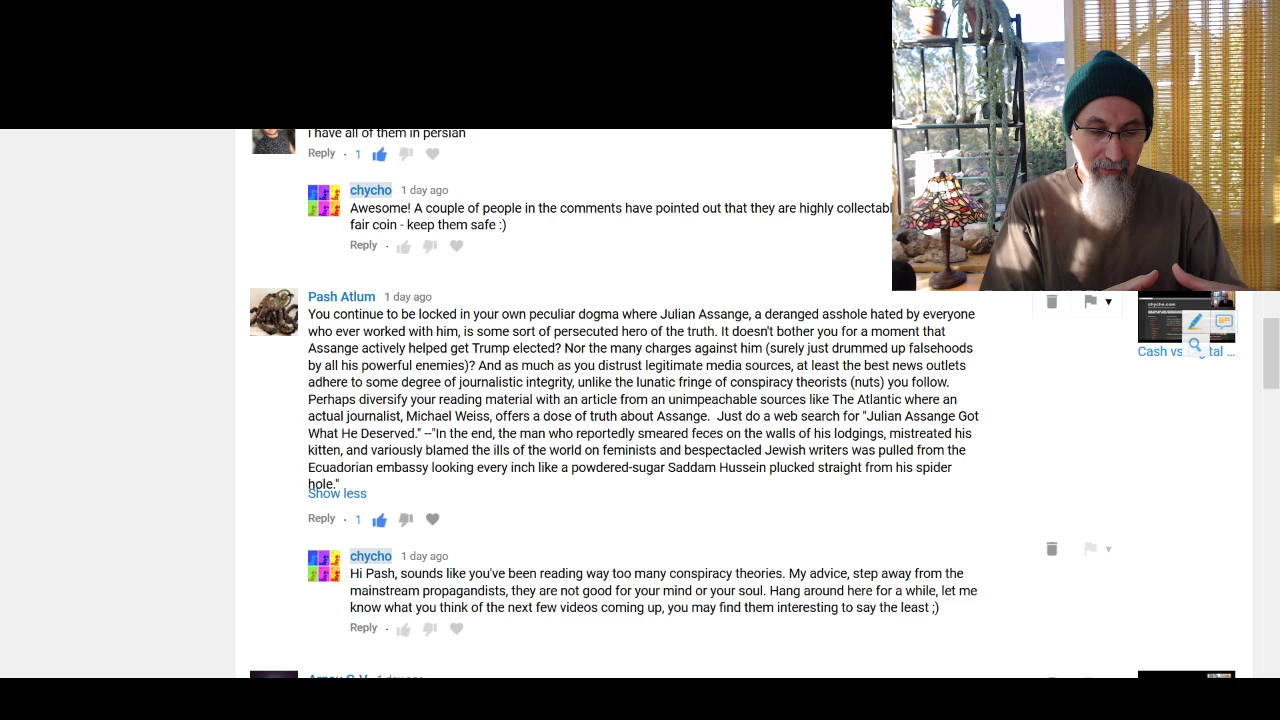 I have all of them in persian
Reply · 1
chycho 1 day ago
Awesome! A couple of people in the comments have pointed out that they are highly collectabl
fair coin - keep them safe :)
Reply ·
Pash Atlum 1 day ago
You continue to be locked in your own peculiar dogma where Julian Assange, a deranged asshole hated by everyone
who ever worked with him, is some sort of persecuted hero of the truth. It doesn't bother you for a moment that
Assange actively helped get Trump elected? Nor the many charges against him (surely just drummed up falsehoods
by all his powerful enemies)? And as much as you distrust legitimate media sources, at least the best news outlets
adhere to some degree of journalistic integrity, unlike the lunatic fringe of conspiracy theorists (nuts) you follow.
Perhaps diversify your reading material with an article from an unimpeachable sources like The Atlantic where an
actual journalist, Michael Weiss, offers a dose of truth about Assange. Just do a web search for "Julian Assange Got
What He Deserved." --"In the end, the man who reportedly smeared feces on the walls of his lodgings, mistreated his
kitten, and variously blamed the ills of the world on feminists and bespectacled Jewish writers was pulled from the
Ecuadorian embassy looking every inch like a powdered-sugar Saddam Hussein plucked straight from his spider
hole."
Show less
Reply · 1
chycho.com
Cash vs Digital ...
chycho 1 day ago
Hi Pash, sounds like you've been reading way too many conspiracy theories. My advice, step away from the
mainstream propagandists, they are not good for your mind or your soul. Hang around here for a while, let me
know what you think of the next few videos coming up, you may find them interesting to say the least ;)
Reply ·